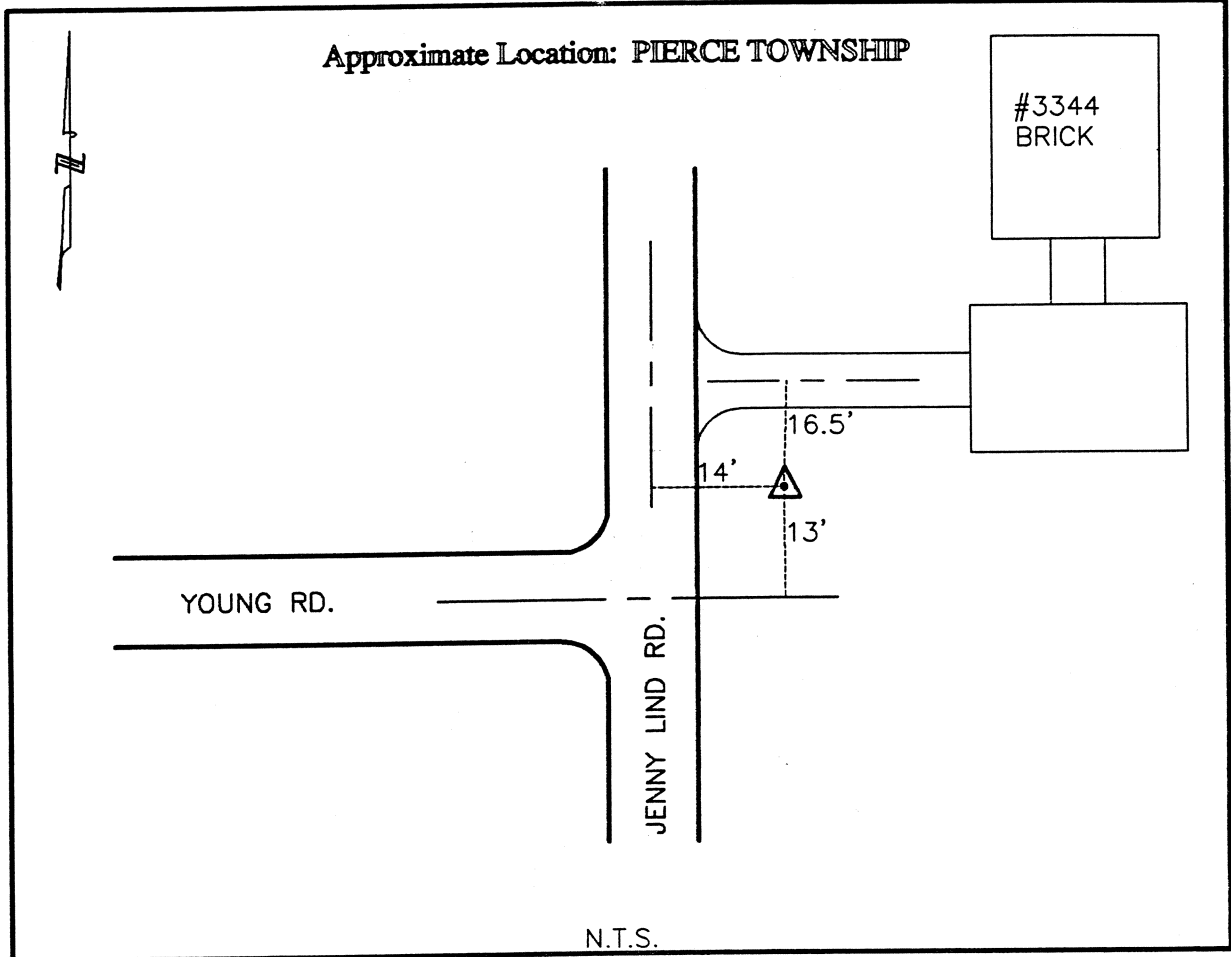 Approximate Location: PIERCE TOWNSHIP
N
#3344
BRICK
16.5'
14'
13'
YOUNG RD.
JENNY LIND RD.
N.T.S.